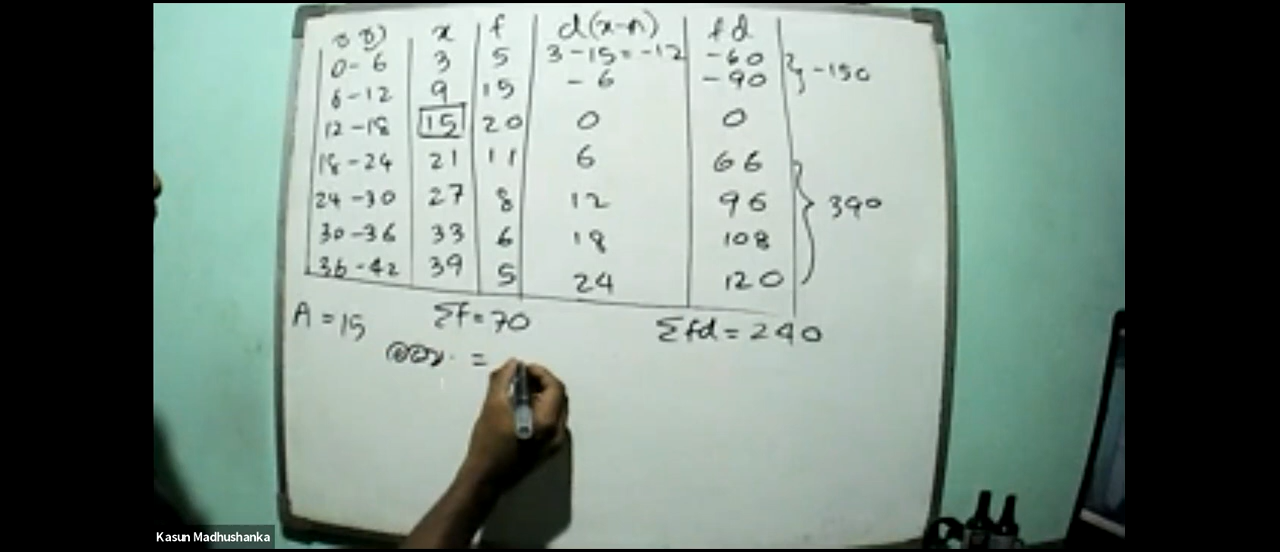 x f d(x-A) fd
0-6 3 5 3-15=-12 -60
6-12 9 15 -6 -90 } -150
12-18 15 20 0 0
18-24 21 11 6 66
24-30 27 8 12 96 } 390
30-36 33 6 18 108
36-42 39 5 24 120
A = 15 Σf = 70 Σfd = 240
=
Kasun Madhushanka